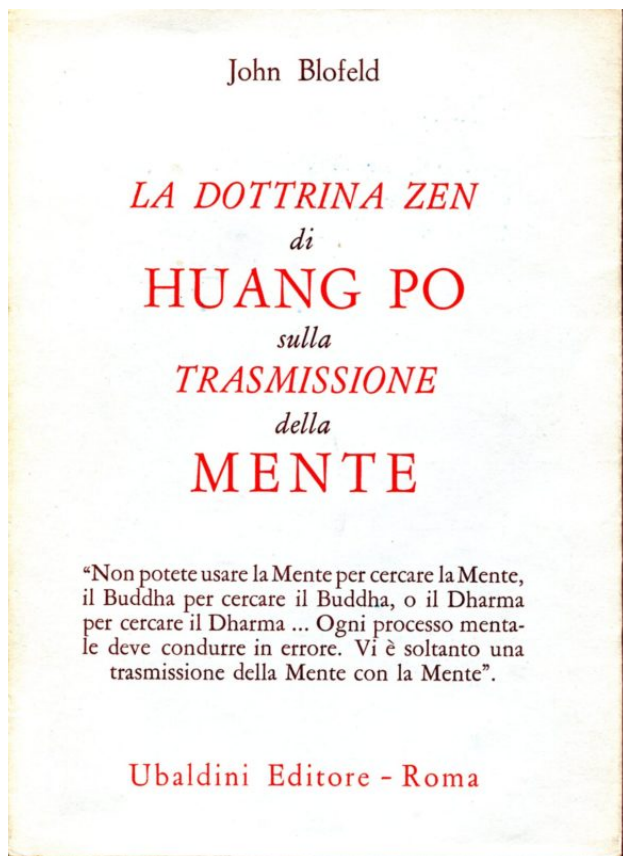 John Blofeld
LA DOTTRINA ZEN
di
HUANG PO
sulla
TRASMISSIONE
della
MENTE
“Non potete usare la Mente per cercare la Mente,
il Buddha per cercare il Buddha, o il Dharma
per cercare il Dharma ... Ogni processo menta-
le deve condurre in errore. Vi è soltanto una
trasmissione della Mente con la Mente”.
Ubaldini Editore - Roma